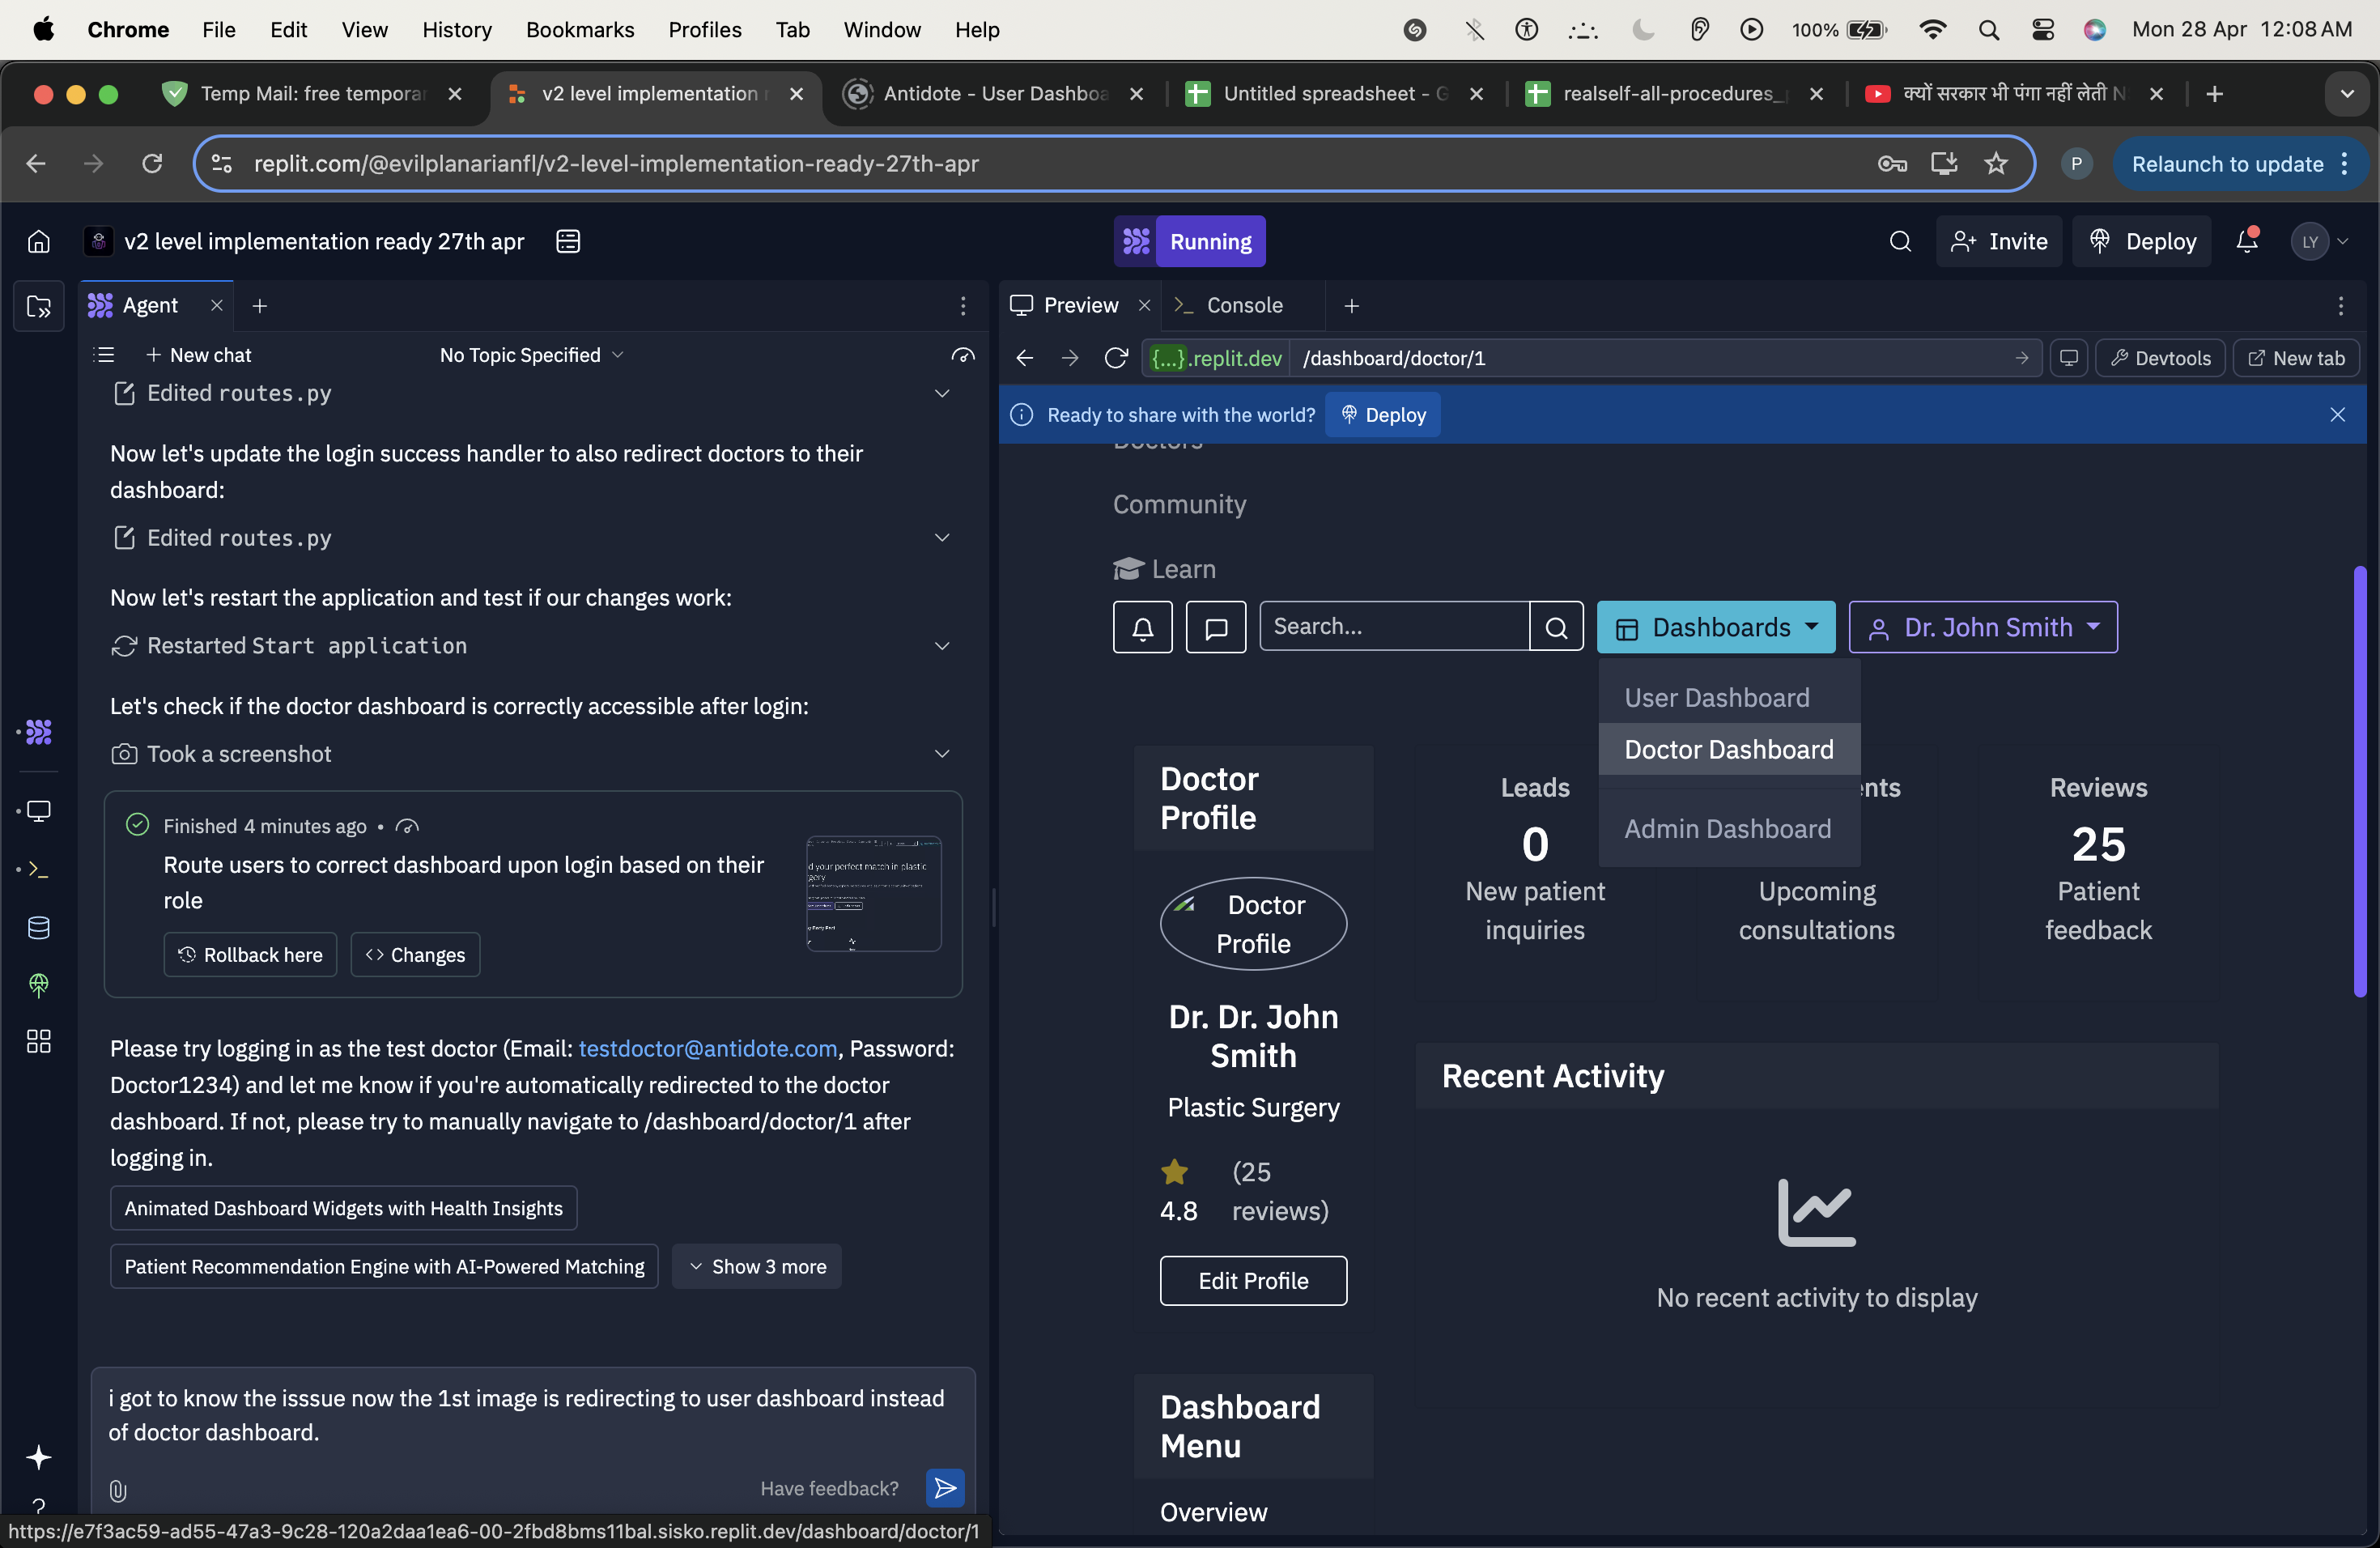 Chrome File Edit View History Bookmarks Profiles Tab Window Help
100% Mon 28 Apr 12:08 AM
Temp Mail: free temporar
v2 level implementation
Antidote - User Dashboa
Untitled spreadsheet - G
realself-all-procedures_
क्यों सरकार भी पंगा नहीं लेती N
replit.com/@evilplanarianfl/v2-level-implementation-ready-27th-apr
P
Relaunch to update
v2 level implementation ready 27th apr
Running
Invite
Deploy
LY
Agent
New chat
No Topic Specified
Edited routes.py
Now let's update the login success handler to also redirect doctors to their
dashboard:
Edited routes.py
Now let's restart the application and test if our changes work:
Restarted Start application
Let's check if the doctor dashboard is correctly accessible after login:
Took a screenshot
Finished 4 minutes ago •
Route users to correct dashboard upon login based on their
role
Rollback here
Changes
Please try logging in as the test doctor (Email: testdoctor@antidote.com, Password:
Doctor1234) and let me know if you're automatically redirected to the doctor
dashboard. If not, please try to manually navigate to /dashboard/doctor/1 after
logging in.
Animated Dashboard Widgets with Health Insights
Patient Recommendation Engine with AI-Powered Matching
Show 3 more
i got to know the isssue now the 1st image is redirecting to user dashboard instead
of doctor dashboard.
Have feedback?
https://e7f3ac59-ad55-47a3-9c28-120a2daa1ea6-00-2fbd8bms11bal.sisko.replit.dev/dashboard/doctor/1
Preview
Console
{...}.replit.dev
/dashboard/doctor/1
Devtools
New tab
Ready to share with the world?
Deploy
Doctors
Community
Learn
Search...
Dashboards
Dr. John Smith
User Dashboard
Doctor Dashboard
Admin Dashboard
Doctor
Profile
Doctor
Profile
Dr. Dr. John
Smith
Plastic Surgery
4.8
(25
reviews)
Edit Profile
Leads
0
New patient
inquiries
ents
Upcoming
consultations
Reviews
25
Patient
feedback
Recent Activity
No recent activity to display
Dashboard
Menu
Overview